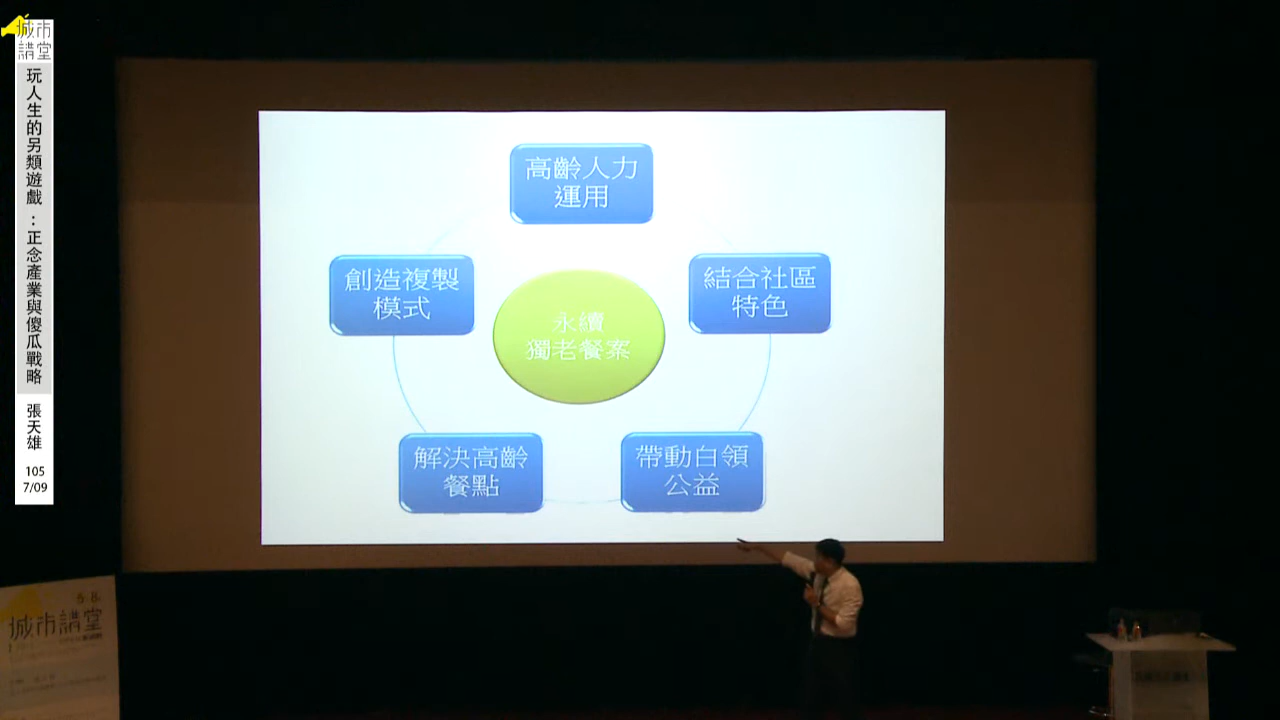 城市
講堂
玩人生的另類遊戲：正念產業與傻瓜戰略
張天雄
105
7/09
高齡人力
運用
創造複製
模式
結合社區
特色
永續
獨老餐案
解決高齡
餐點
帶動白領
公益
城市講堂